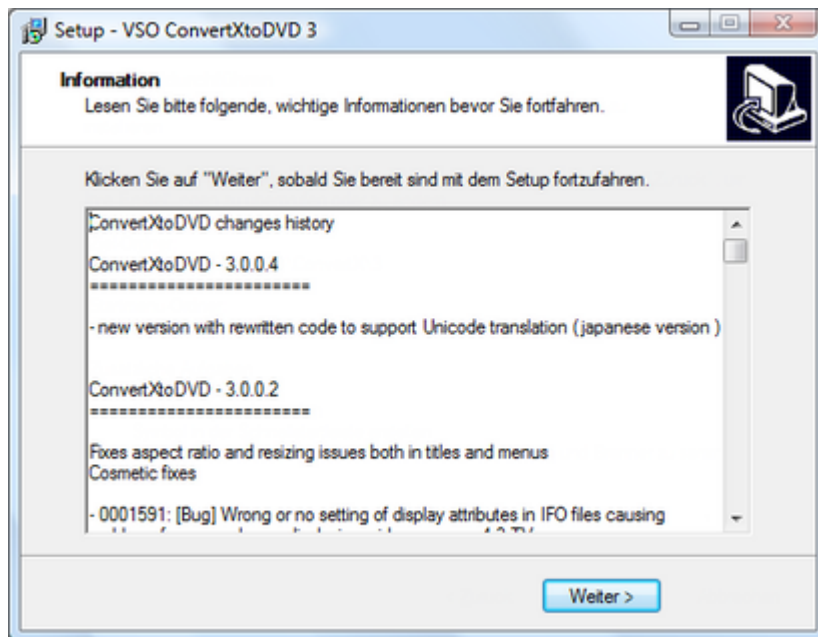 Setup - VSO ConvertXtoDVD 3
Information
Lesen Sie bitte folgende, wichtige Informationen bevor Sie fortfahren.
Klicken Sie auf "Weiter", sobald Sie bereit sind mit dem Setup fortzufahren.
ConvertXtoDVD changes history
ConvertXtoDVD - 3.0.0.4
=======================
- new version with rewritten code to support Unicode translation ( japanese version )
ConvertXtoDVD - 3.0.0.2
=======================
Fixes aspect ratio and resizing issues both in titles and menus
Cosmetic fixes
- 0001591: [Bug] Wrong or no setting of display attributes in IFO files causing
Weiter >